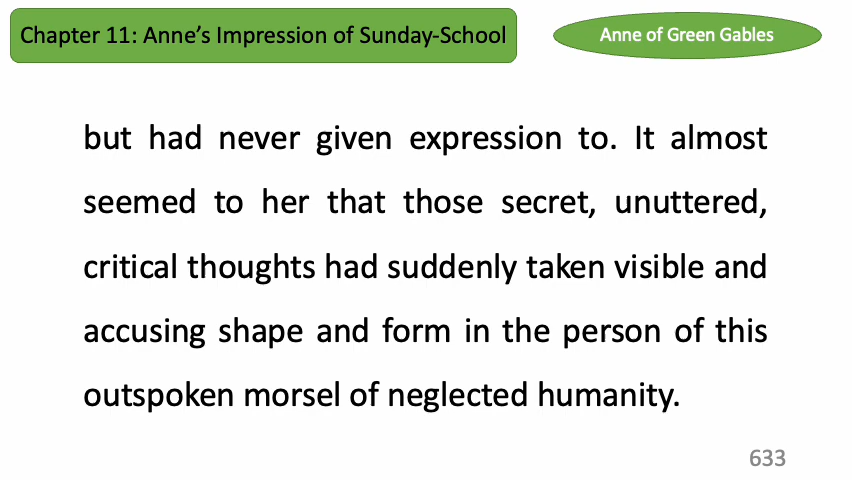 Chapter 11: Anne’s Impression of Sunday-School
Anne of Green Gables
but had never given expression to. It almost
seemed to her that those secret, unuttered,
critical thoughts had suddenly taken visible and
accusing shape and form in the person of this
outspoken morsel of neglected humanity.
633